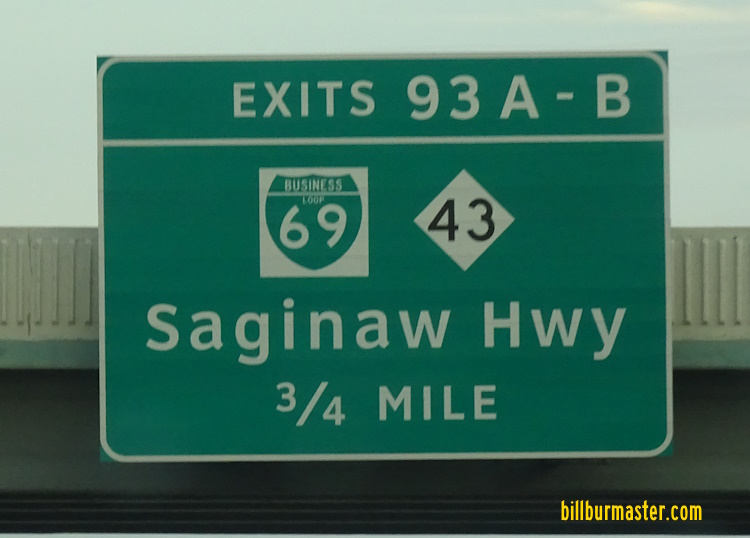 EXITS 93 A - B
BUSINESS
LOOP
69
43
Saginaw Hwy
3/4 MILE
billburmaster.com